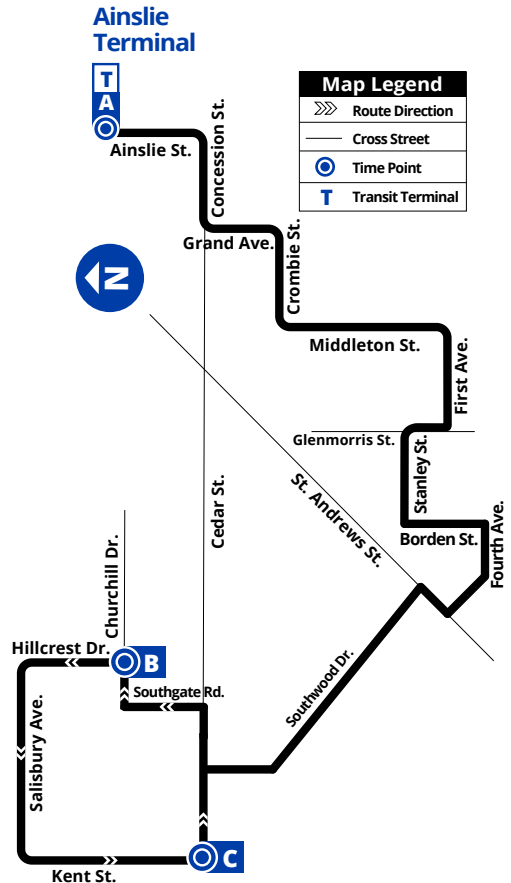 Ainslie
Terminal
T
A
Map Legend
Route Direction
Cross Street
Time Point
T Transit Terminal
Ainslie St.
Concession St.
Grand Ave.
Crombie St.
N
Middleton St.
First Ave.
Glenmorris St.
Stanley St.
St. Andrews St.
Cedar St.
Borden St.
Fourth Ave.
Churchill Dr.
Hillcrest Dr.
B
Southgate Rd.
Southwood Dr.
Salisbury Ave.
C
Kent St.